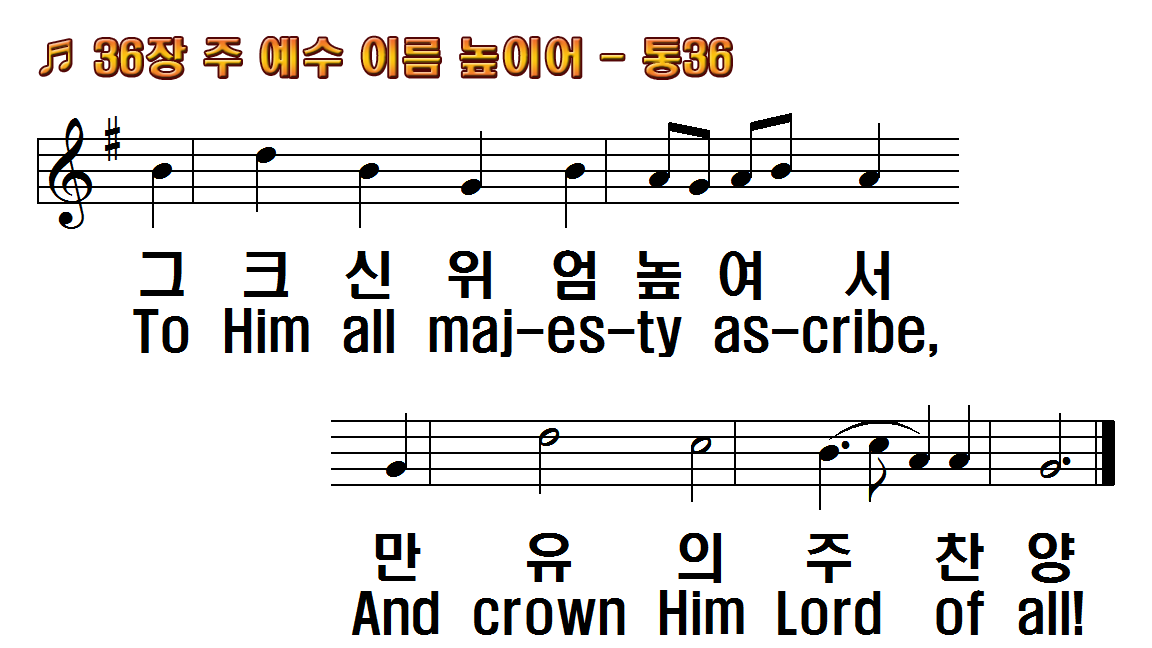 ♬ 36장 주 예수 이름 높이어 - 통36
그 크 신 위 엄 높 여 서
To Him all maj-es-ty as-cribe,
만 유 의 주 찬 양
And crown Him Lord of all!